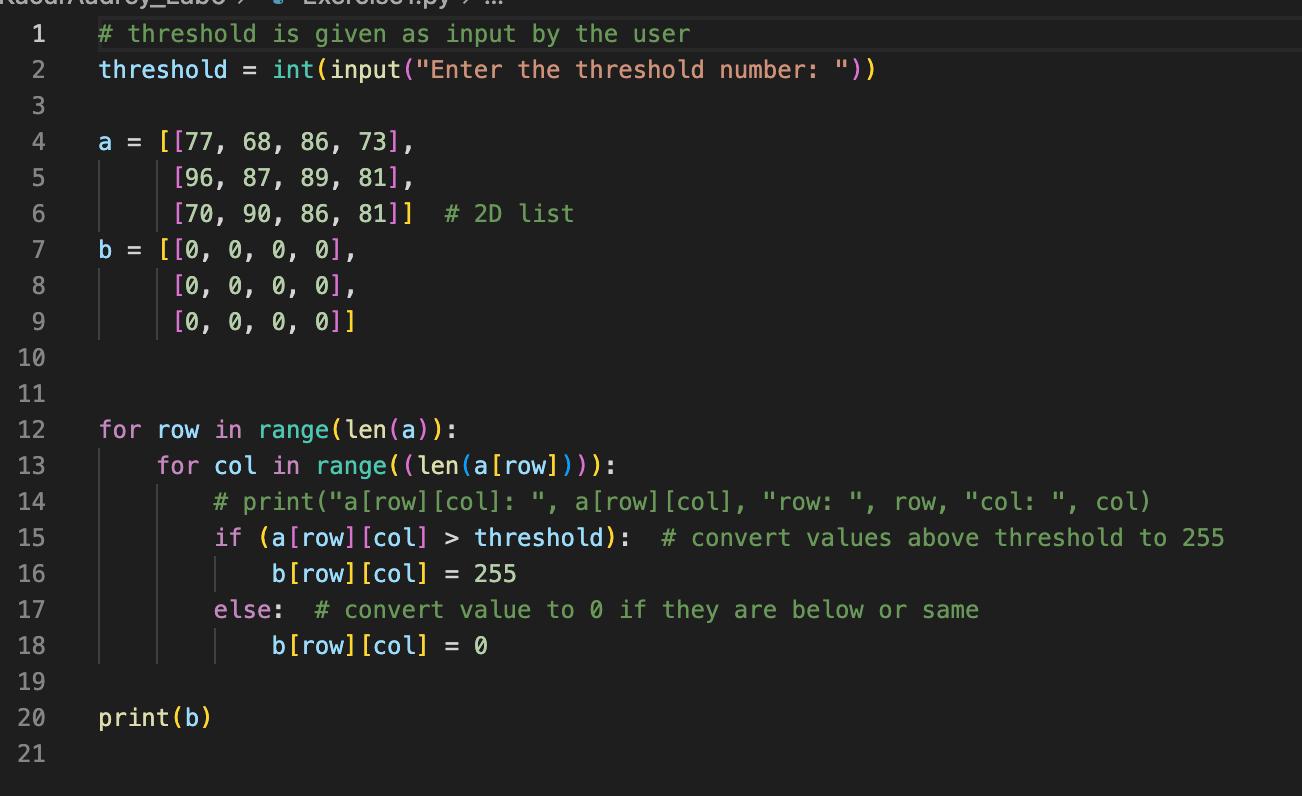 1 # threshold is given as input by the user
2 threshold = int(input("Enter the threshold number: "))
3
4 a = [[77, 68, 86, 73],
5      [96, 87, 89, 81],
6      [70, 90, 86, 81]]  # 2D list
7 b = [[0, 0, 0, 0],
8      [0, 0, 0, 0],
9      [0, 0, 0, 0]]
10
11
12 for row in range(len(a)):
13     for col in range((len(a[row]))):
14         # print("a[row][col]: ", a[row][col], "row: ", row, "col: ", col)
15         if (a[row][col] > threshold):  # convert values above threshold to 255
16             b[row][col] = 255
17         else:  # convert value to 0 if they are below or same
18             b[row][col] = 0
19
20 print(b)
21